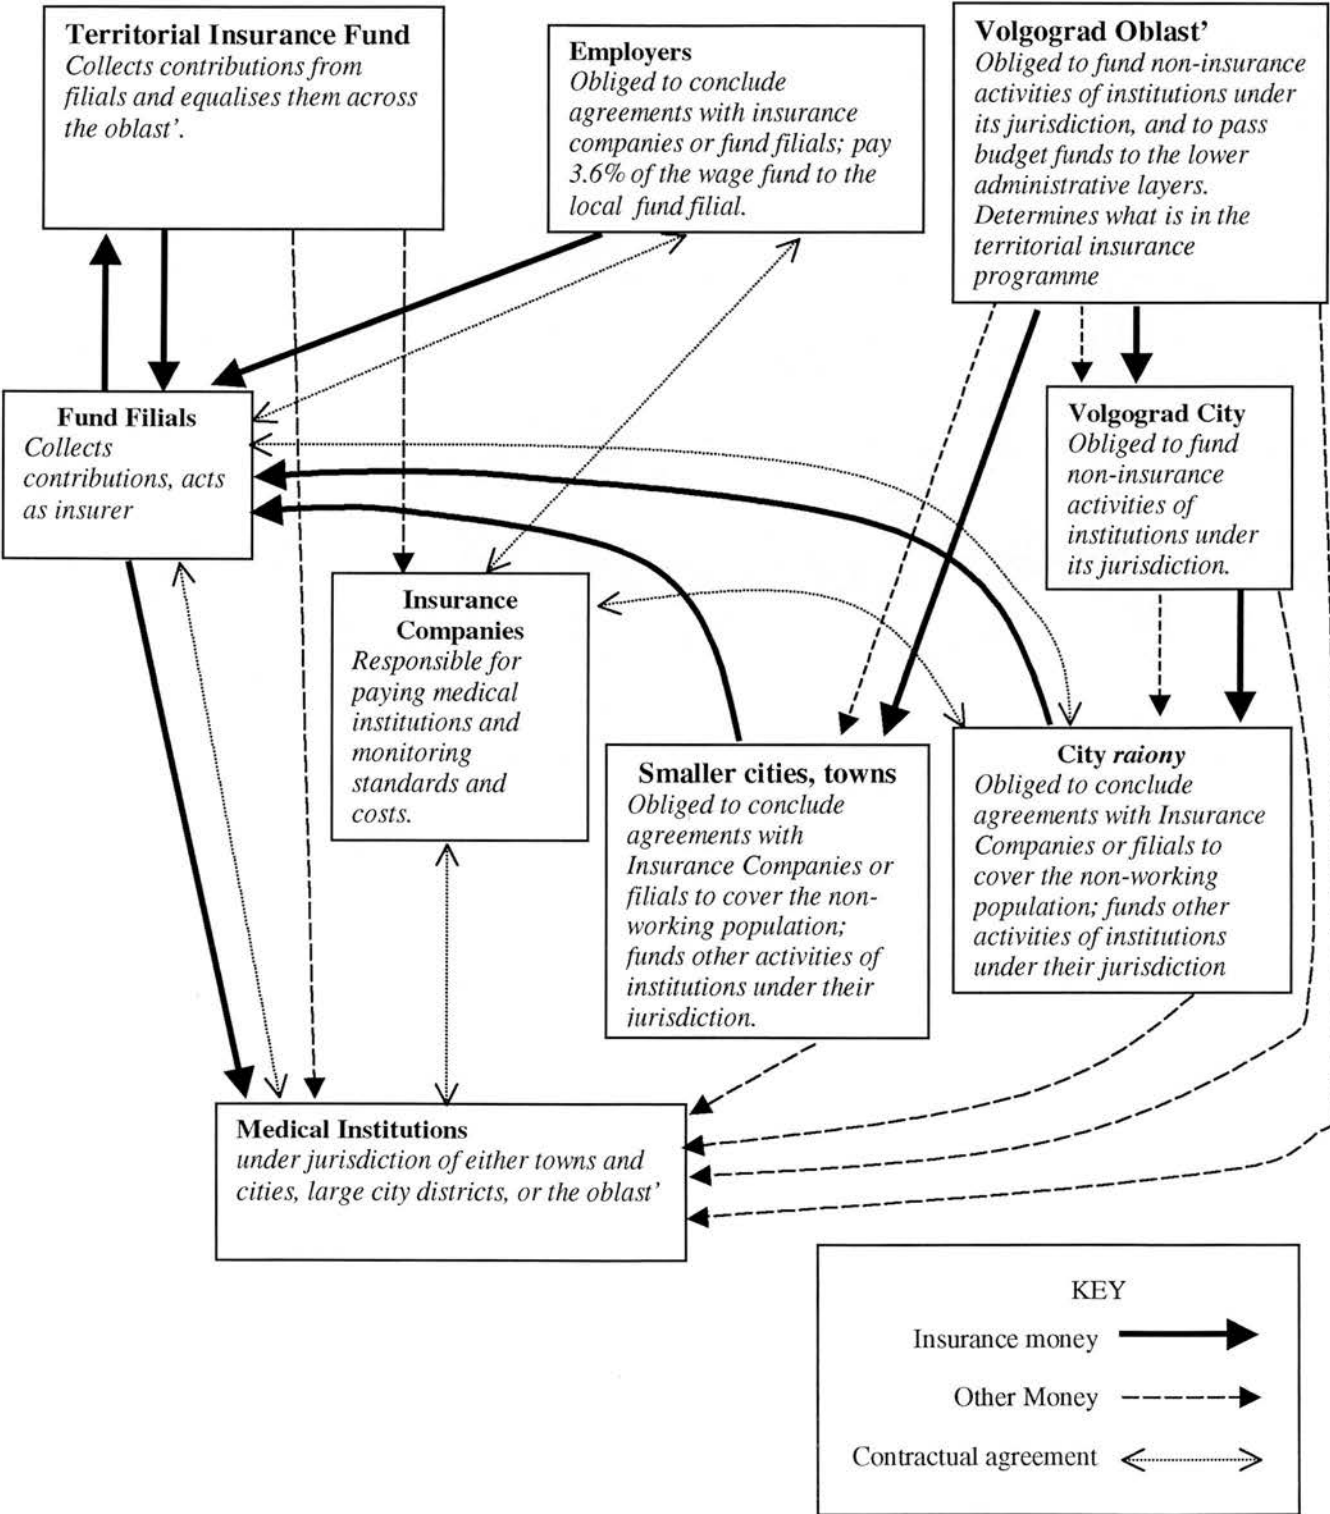 Territorial Insurance Fund
Collects contributions from
filials and equalises them across
the oblast’.
Employers
Obliged to conclude
agreements with insurance
companies or fund filials; pay
3.6% of the wage fund to the
local fund filial.
Volgograd Oblast’
Obliged to fund non-insurance
activities of institutions under
its jurisdiction, and to pass
budget funds to the lower
administrative layers.
Determines what is in the
territorial insurance
programme
Fund Filials
Collects
contributions, acts
as insurer
Volgograd City
Obliged to fund
non-insurance
activities of
institutions under
its jurisdiction.
Insurance
Companies
Responsible for
paying medical
institutions and
monitoring
standards and
costs.
Smaller cities, towns
Obliged to conclude
agreements with
Insurance Companies or
filials to cover the non-
working population;
funds other activities of
institutions under their
jurisdiction.
City raiony
Obliged to conclude
agreements with Insurance
Companies or filials to
cover the non-working
population; funds other
activities of institutions
under their jurisdiction
Medical Institutions
under jurisdiction of either towns and
cities, large city districts, or the oblast’
KEY
Insurance money
Other Money
Contractual agreement